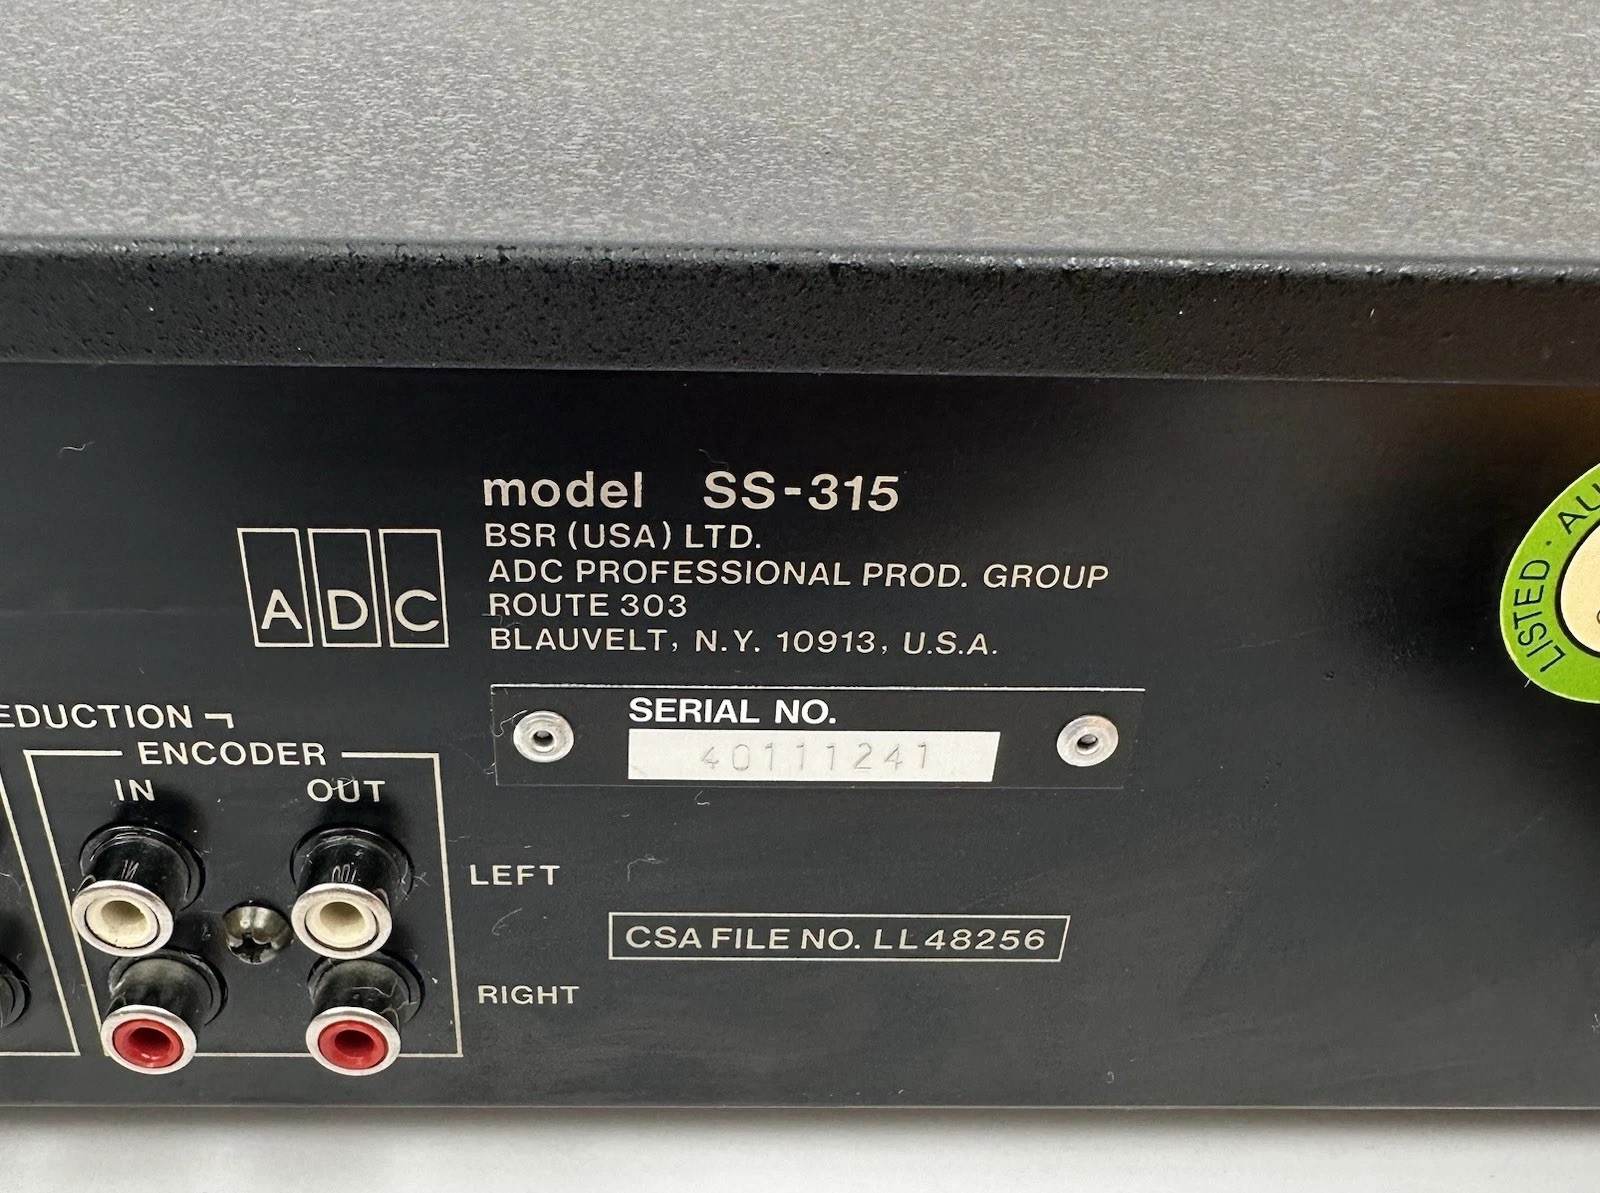 model SS-315
BSR (USA) LTD.
ADC PROFESSIONAL PROD. GROUP
ROUTE 303
BLAUVELT, N.Y. 10913, U.S.A.
ADC
SERIAL NO.
40111241
EDUCTION
ENCODER
IN OUT
LEFT
RIGHT
CSA FILE NO. LL48256
LISTED · AU